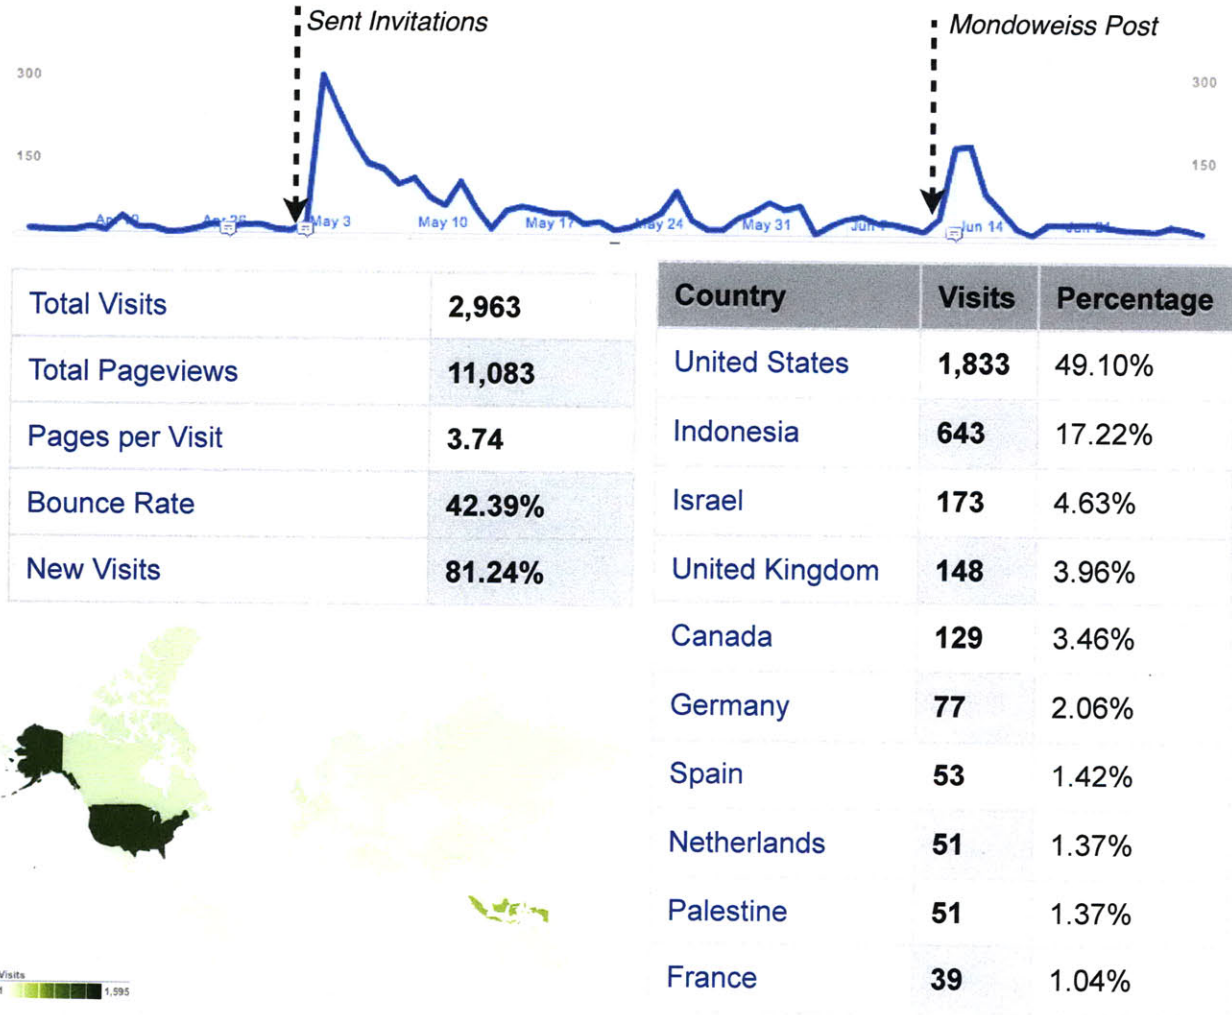 Sent Invitations
Mondoweiss Post
300
300
150
150
May 3
May 10
May 17
May 24
May 31
Jun 14
Total Visits 2,963
Total Pageviews 11,083
Pages per Visit 3.74
Bounce Rate 42.39%
New Visits 81.24%
Country Visits Percentage
United States 1,833 49.10%
Indonesia 643 17.22%
Israel 173 4.63%
United Kingdom 148 3.96%
Canada 129 3.46%
Germany 77 2.06%
Spain 53 1.42%
Netherlands 51 1.37%
Palestine 51 1.37%
France 39 1.04%
Visits
1 1,595